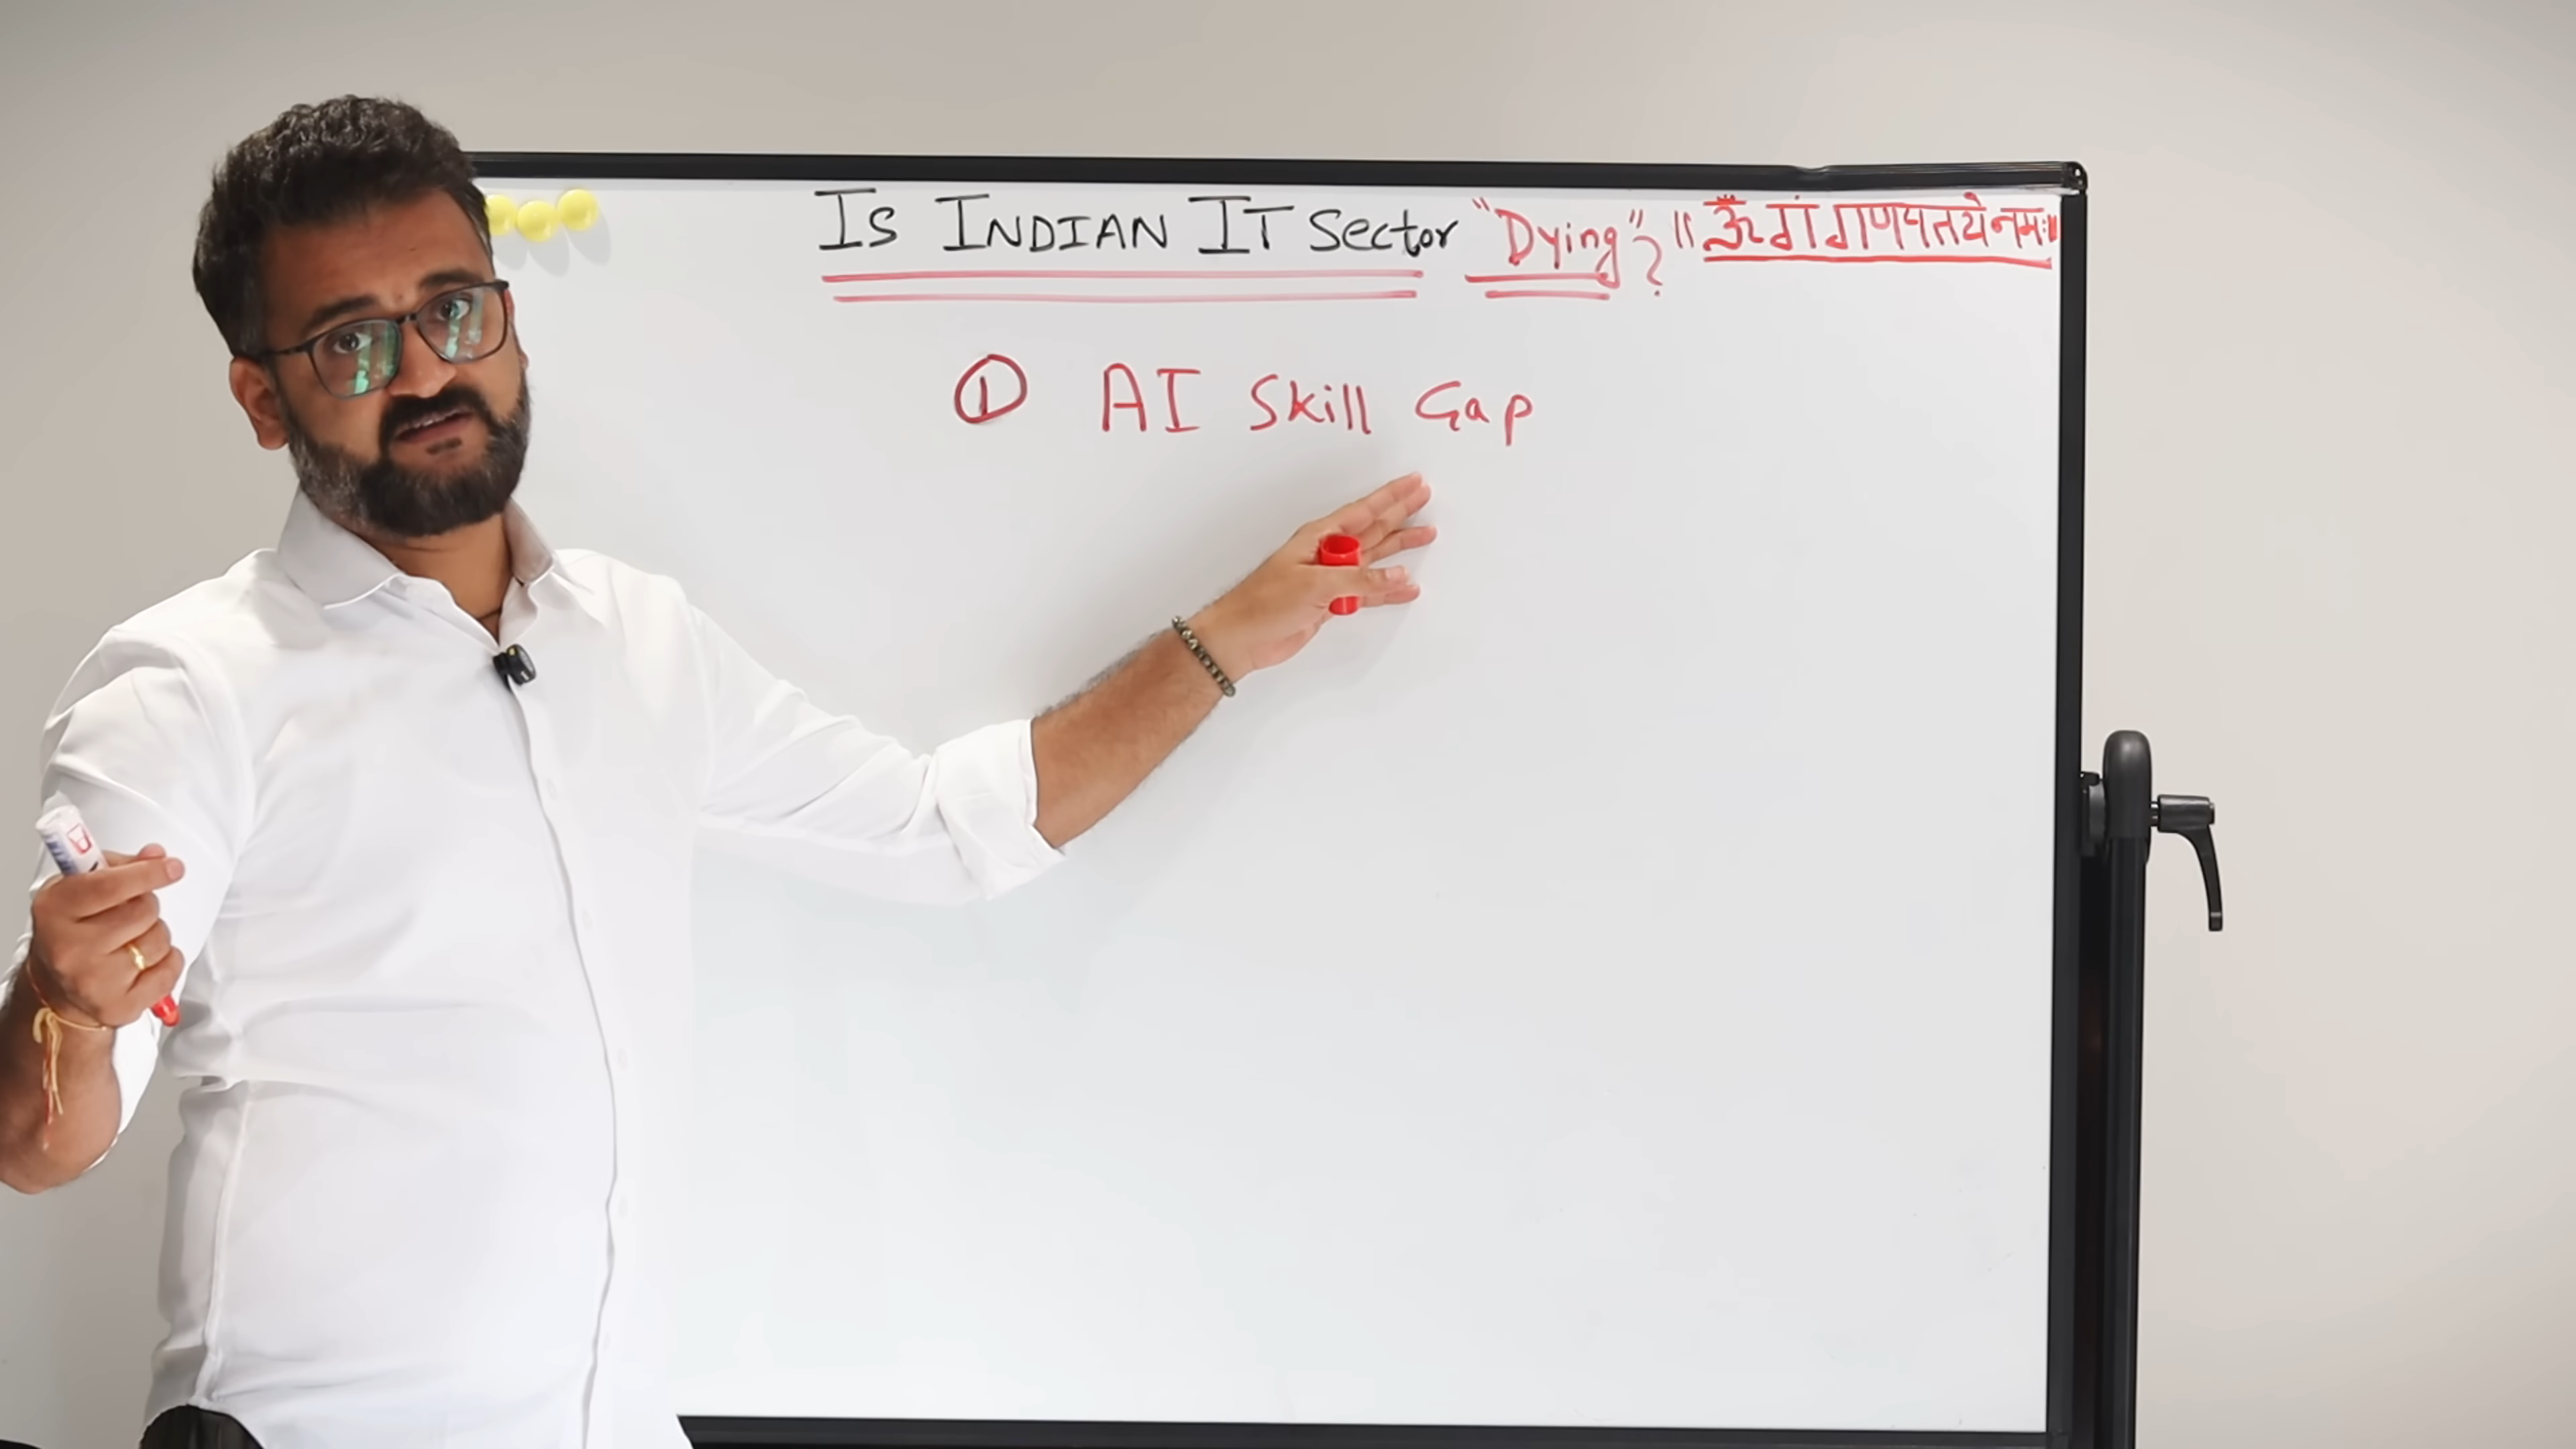 Is INDIAN IT Sector "Dying"? ॥ ॐ गं गणपतये नमः॥
① AI Skill Gap